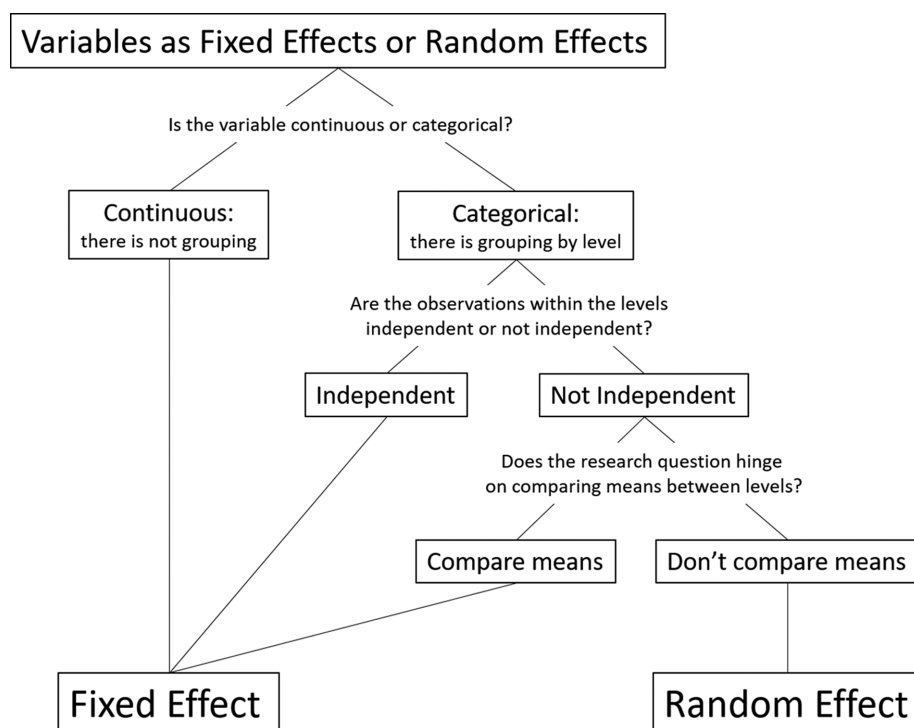 Variables as Fixed Effects or Random Effects
Is the variable continuous or categorical?
Continuous:
there is not grouping
Categorical:
there is grouping by level
Are the observations within the levels
independent or not independent?
Independent
Not Independent
Does the research question hinge
on comparing means between levels?
Compare means
Don’t compare means
Fixed Effect
Random Effect